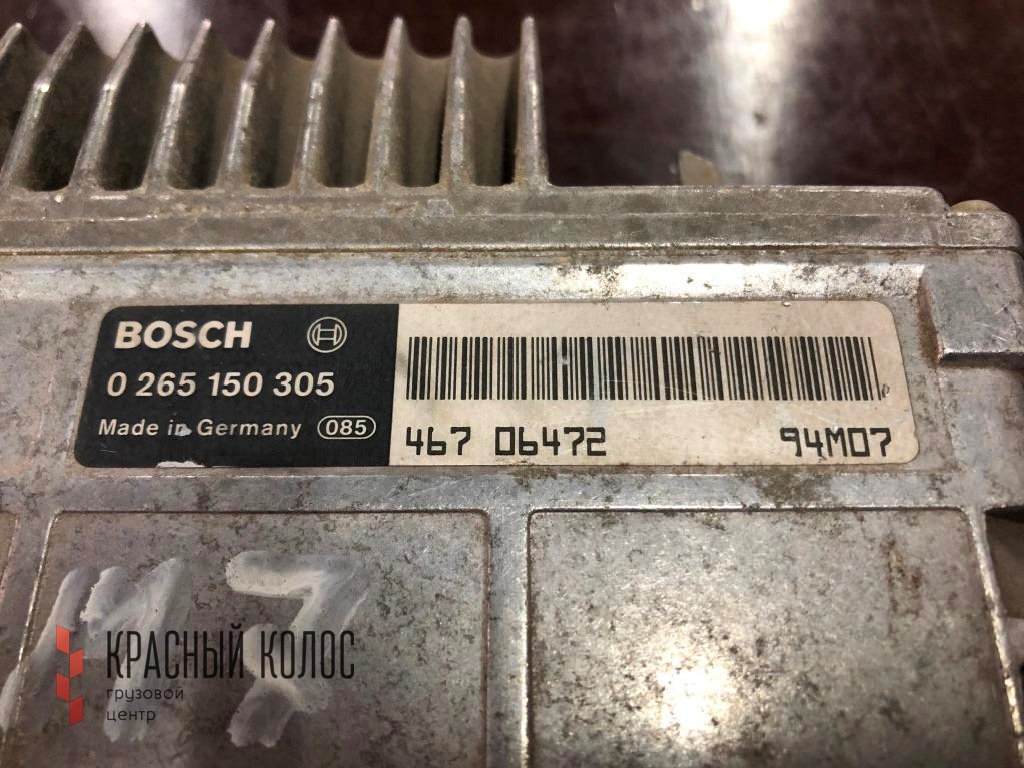 BOSCH
0 265 150 305
Made in Germany 085
467 06472 94M07
КРАСНЫЙ КОЛОС
грузовой
центр